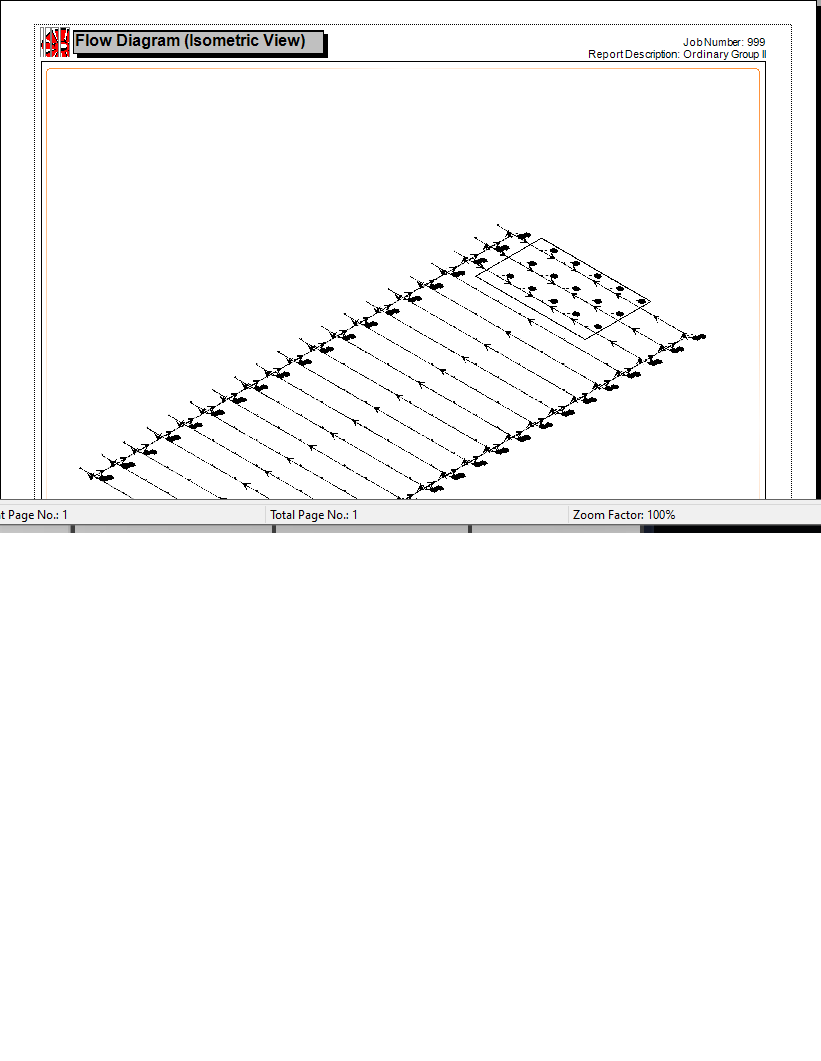 Flow Diagram (Isometric View)
Job Number: 999
Report Description: Ordinary Group II
t Page No.: 1
Total Page No.: 1
Zoom Factor: 100%